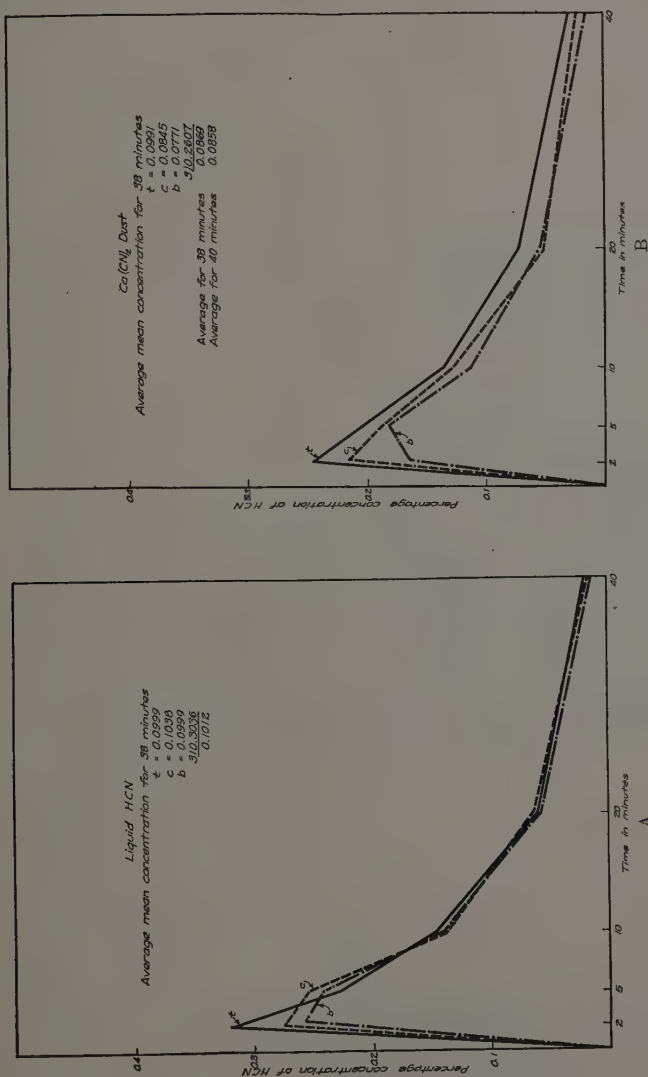 Liquid HCN
Average mean concentration for 38 minutes
t = 0.0999
c = 0.1038
b = 0.0999
3|0.3036
0.1012
Percentage concentration of HCN
0.4
0.3
0.2
0.1
t
c
b
2
5
10
20
40
Time in minutes
A
Ca(CN)2 Dust
Average mean concentration for 38 minutes
t = 0.0991
c = 0.0845
b = 0.0771
3|0.2607
Average for 38 minutes 0.0869
Average for 40 minutes 0.0858
Percentage concentration of HCN
0.4
0.3
0.2
0.1
t
c
b
2
5
10
20
40
Time in minutes
B